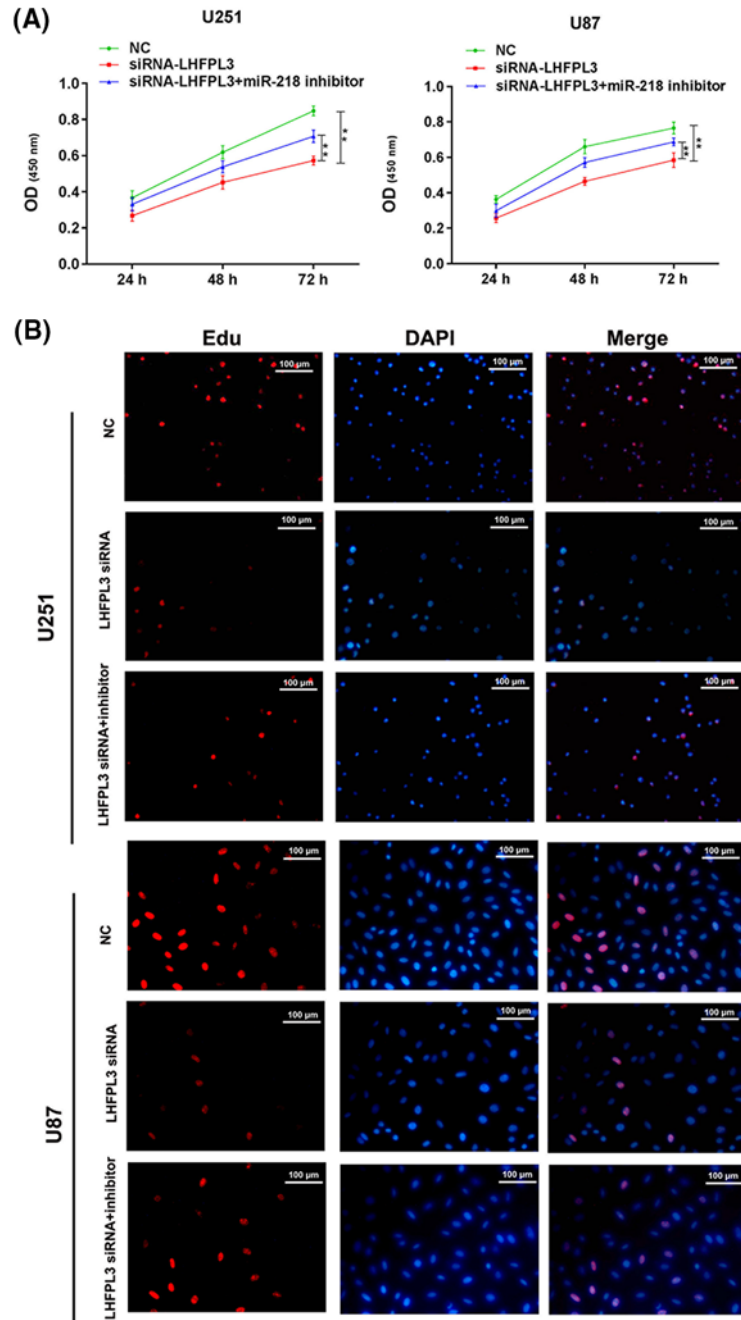 (A)
U251
NC
siRNA-LHFPL3
siRNA-LHFPL3+miR-218 inhibitor
1.0
0.8
0.6
0.4
0.2
0.0
OD (450 nm)
**
**
24 h 48 h 72 h
U87
NC
siRNA-LHFPL3
siRNA-LHFPL3+miR-218 inhibitor
1.0
0.8
0.6
0.4
0.2
0.0
OD (450 nm)
**
**
24 h 48 h 72 h
(B)
Edu DAPI Merge
U251
NC
100 µm 100 µm 100 µm
LHFPL3 siRNA
100 µm 100 µm 100 µm
LHFPL3 siRNA+inhibitor
100 µm 100 µm 100 µm
U87
NC
100 µm 100 µm 100 µm
LHFPL3 siRNA
100 µm 100 µm 100 µm
LHFPL3 siRNA+inhibitor
100 µm 100 µm 100 µm